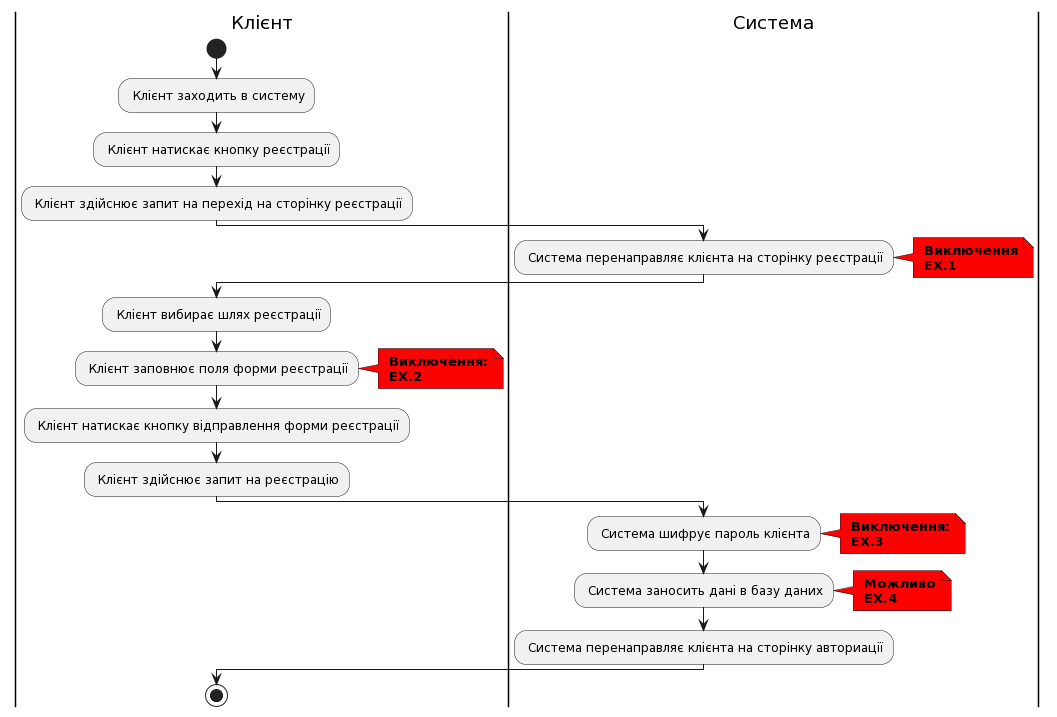 Клієнт
Система
Клієнт заходить в систему
Клієнт натискає кнопку реєстрації
Клієнт здійснює запит на перехід на сторінку реєстрації
Система перенаправляє клієнта на сторінку реєстрації
Виключення
EX.1
Клієнт вибирає шлях реєстрації
Клієнт заповнює поля форми реєстрації
Виключення:
EX.2
Клієнт натискає кнопку відправлення форми реєстрації
Клієнт здійснює запит на реєстрацію
Система шифрує пароль клієнта
Виключення:
EX.3
Система заносить дані в базу даних
Можливо
EX.4
Система перенаправляє клієнта на сторінку авториації